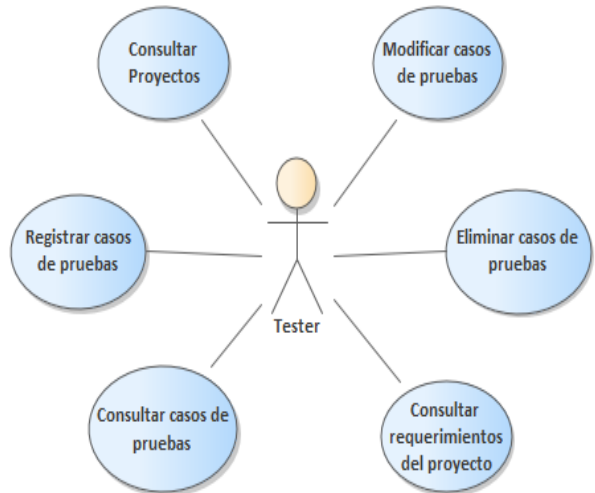 Consultar
Proyectos
Modificar casos
de pruebas
Registrar casos
de pruebas
Eliminar casos de
pruebas
Tester
Consultar casos de
pruebas
Consultar
requerimientos
del proyecto